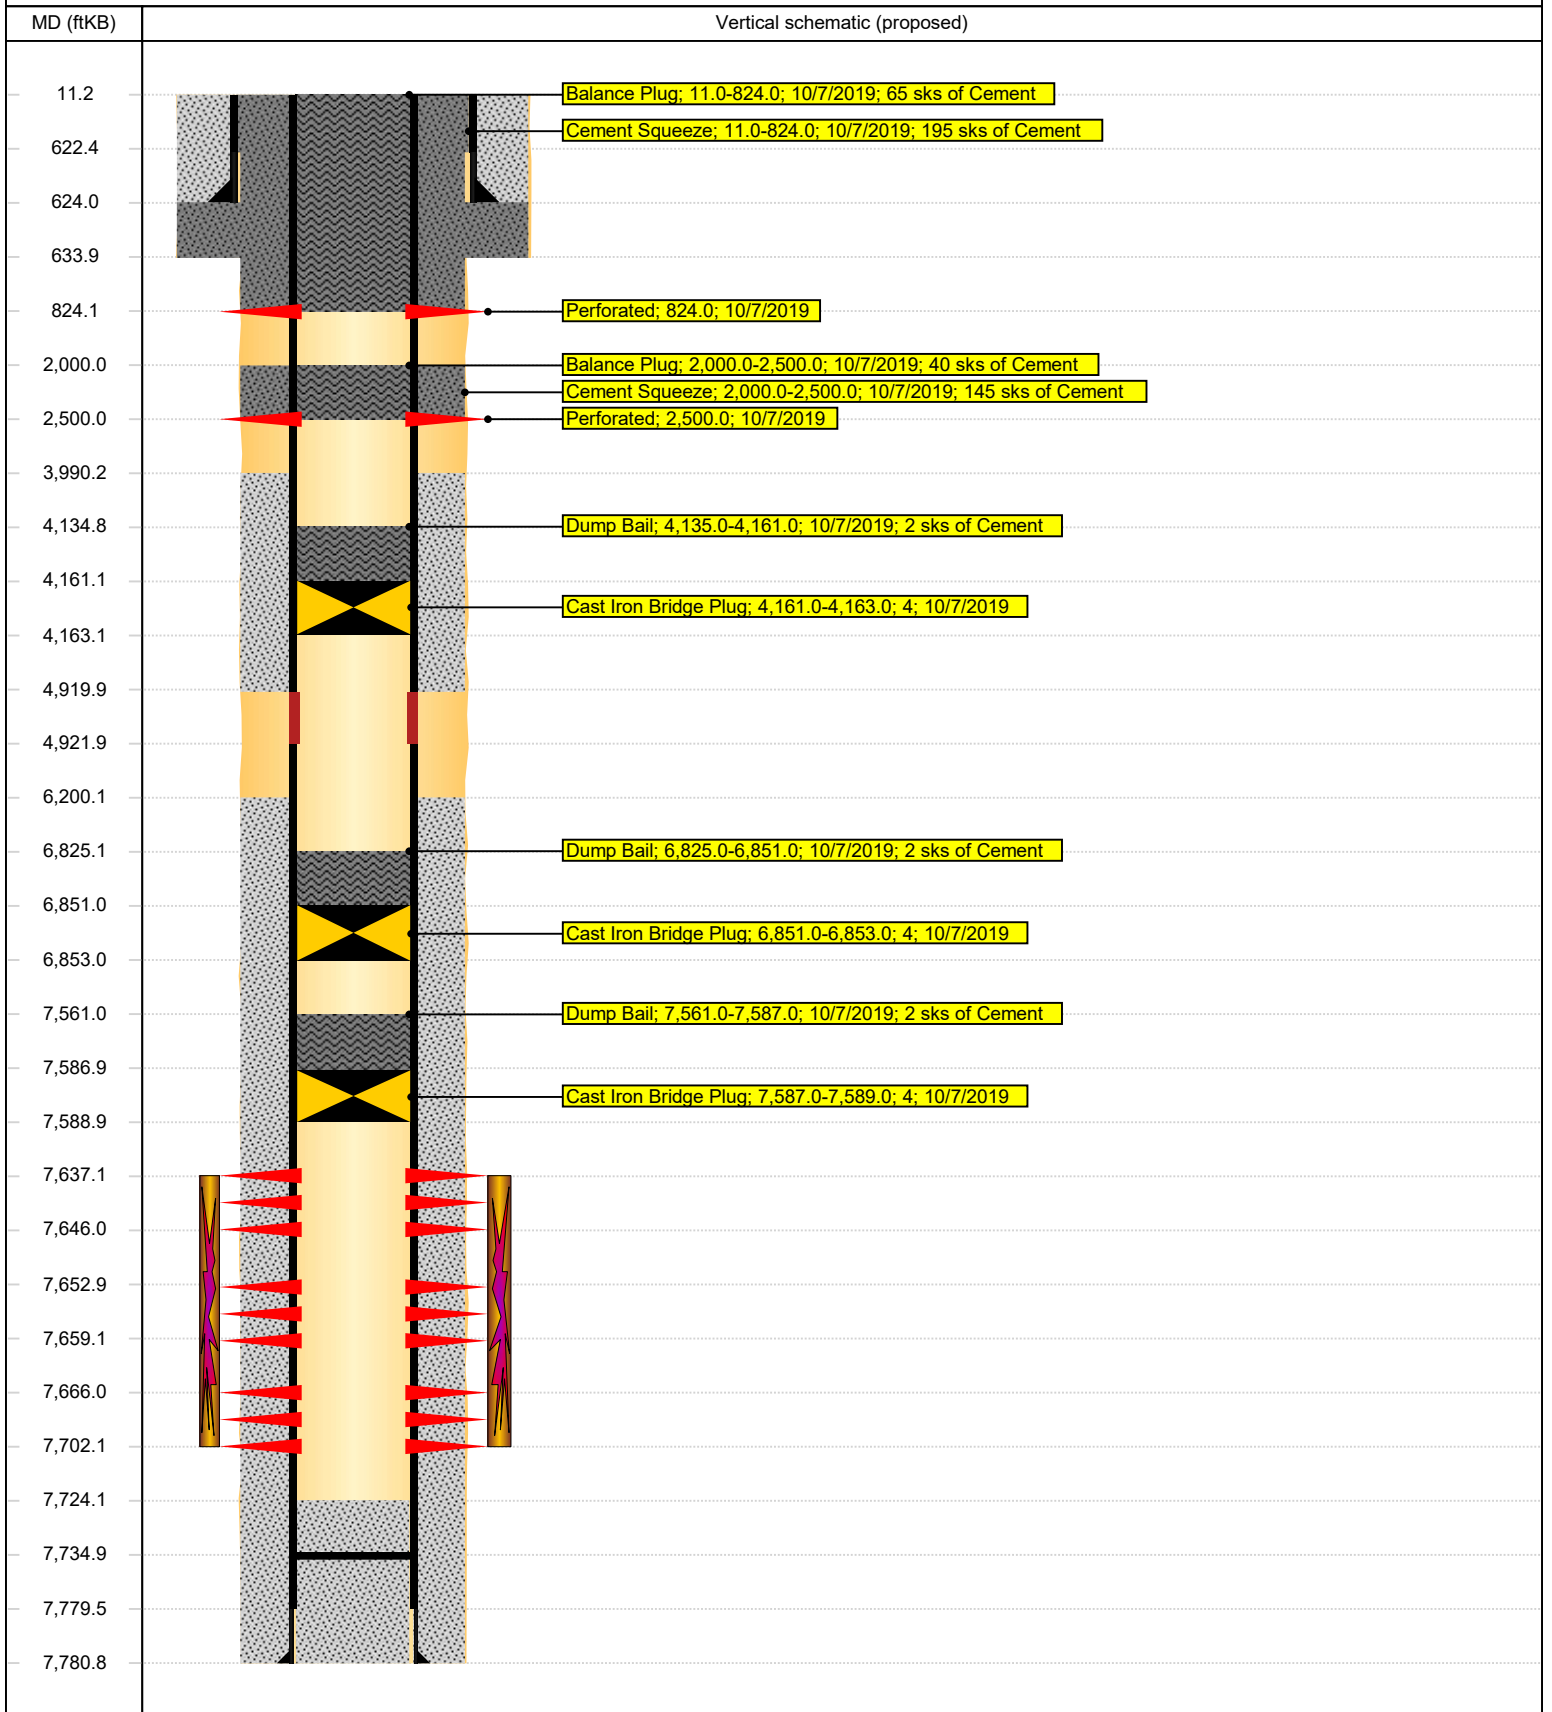 MD (ftKB) Vertical schematic (proposed)
11.2 Balance Plug; 11.0-824.0; 10/7/2019; 65 sks of Cement
Cement Squeeze; 11.0-824.0; 10/7/2019; 195 sks of Cement
622.4
624.0
633.9
824.1 Perforated; 824.0; 10/7/2019
2,000.0 Balance Plug; 2,000.0-2,500.0; 10/7/2019; 40 sks of Cement
Cement Squeeze; 2,000.0-2,500.0; 10/7/2019; 145 sks of Cement
2,500.0 Perforated; 2,500.0; 10/7/2019
3,990.2
4,134.8 Dump Bail; 4,135.0-4,161.0; 10/7/2019; 2 sks of Cement
4,161.1
Cast Iron Bridge Plug; 4,161.0-4,163.0; 4; 10/7/2019
4,163.1
4,919.9
4,921.9
6,200.1
6,825.1 Dump Bail; 6,825.0-6,851.0; 10/7/2019; 2 sks of Cement
6,851.0
Cast Iron Bridge Plug; 6,851.0-6,853.0; 4; 10/7/2019
6,853.0
7,561.0 Dump Bail; 7,561.0-7,587.0; 10/7/2019; 2 sks of Cement
7,586.9
Cast Iron Bridge Plug; 7,587.0-7,589.0; 4; 10/7/2019
7,588.9
7,637.1
7,646.0
7,652.9
7,659.1
7,666.0
7,702.1
7,724.1
7,734.9
7,779.5
7,780.8